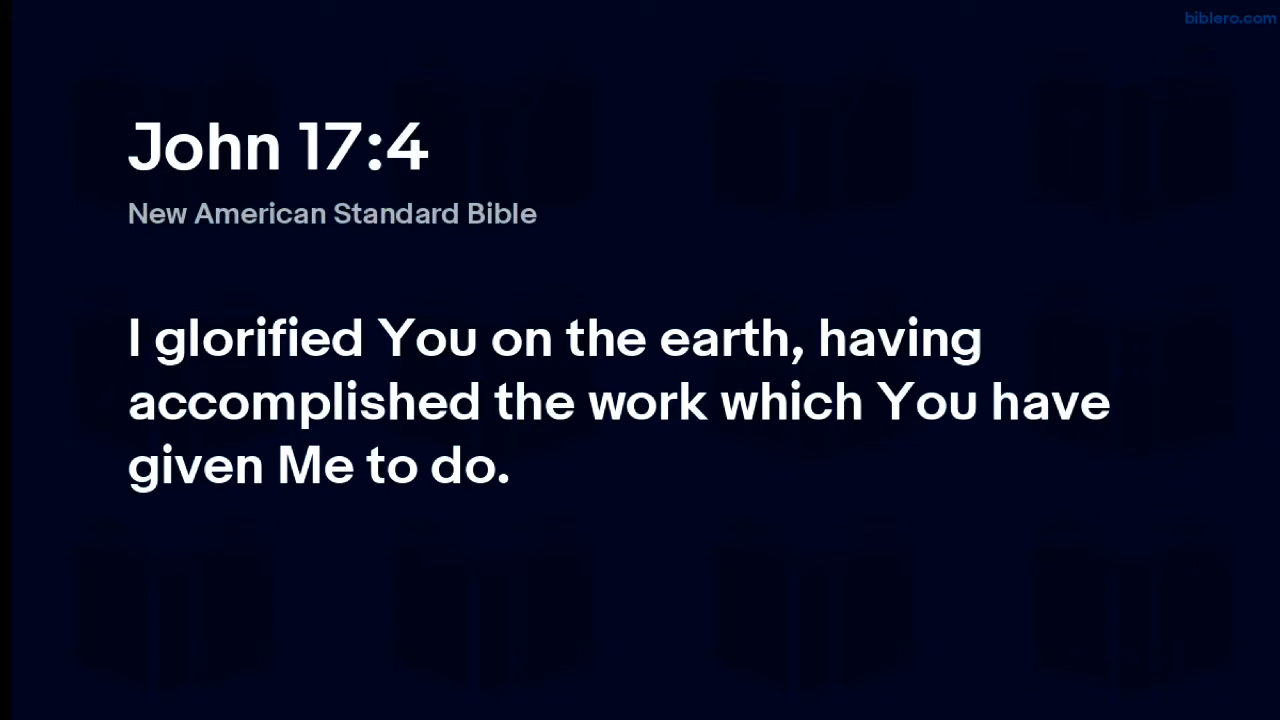 biblero.com
John 17:4
New American Standard Bible
I glorified You on the earth, having
accomplished the work which You have
given Me to do.